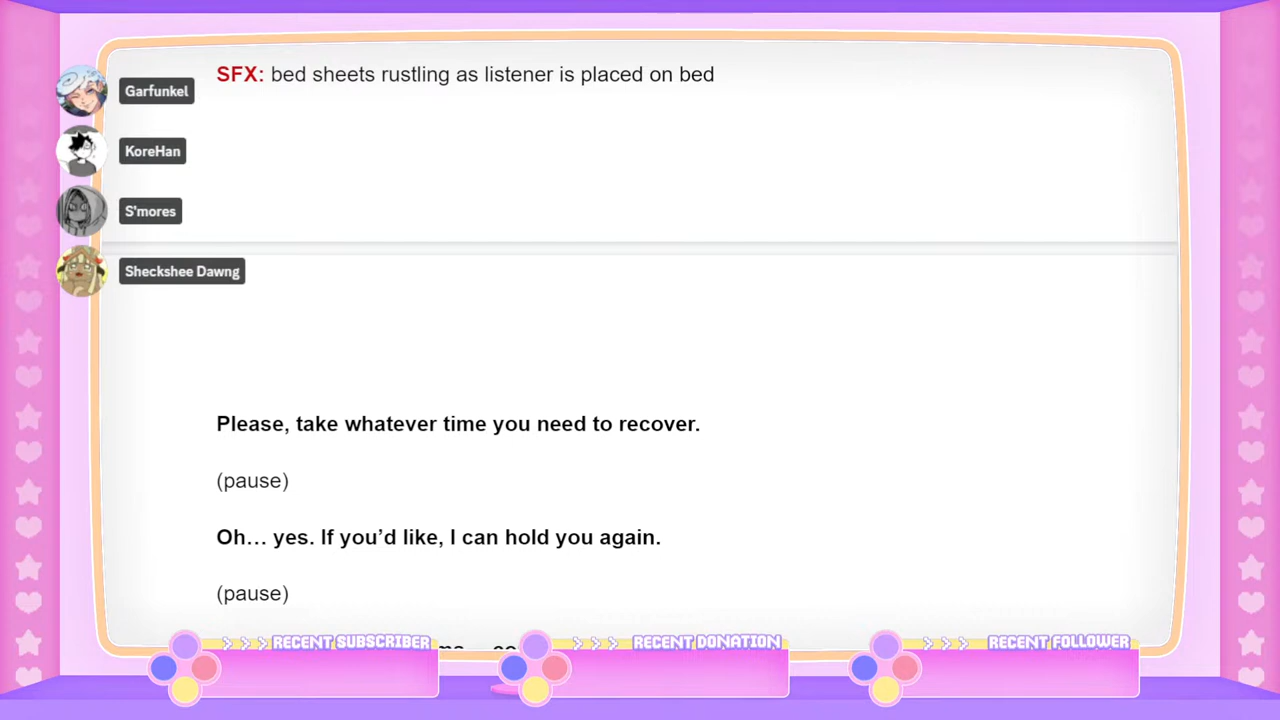 SFX: bed sheets rustling as listener is placed on bed
Garfunkel
KoreHan
S'mores
Sheckshee Dawng
Please, take whatever time you need to recover.
(pause)
Oh… yes. If you’d like, I can hold you again.
(pause)
RECENT SUBSCRIBER
RECENT DONATION
RECENT FOLLOWER